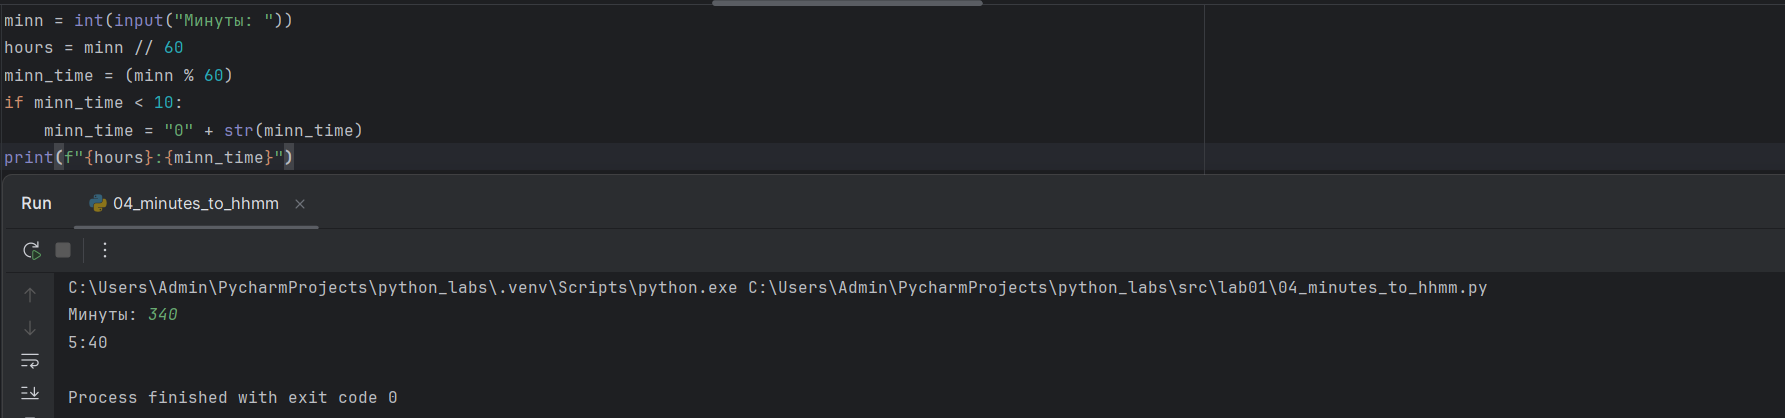 minn = int(input("Минуты: "))
hours = minn // 60
minn_time = (minn % 60)
if minn_time < 10:
    minn_time = "0" + str(minn_time)
print(f"{hours}:{minn_time}")
Run 04_minutes_to_hhmm ×
C:\Users\Admin\PycharmProjects\python_labs\.venv\Scripts\python.exe C:\Users\Admin\PycharmProjects\python_labs\src\lab01\04_minutes_to_hhmm.py
Минуты: 340
5:40
Process finished with exit code 0